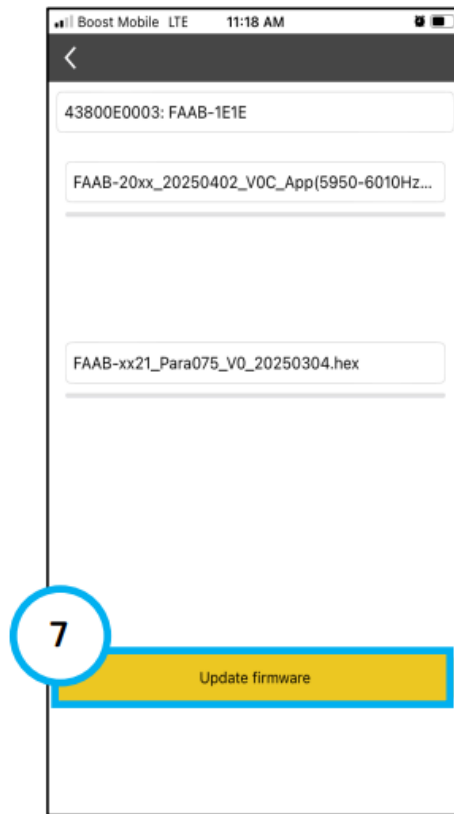 Boost Mobile LTE 11:18 AM
43800E0003: FAAB-1E1E
FAAB-20xx_20250402_V0C_App(5950-6010Hz...
FAAB-xx21_Para075_V0_20250304.hex
7
Update firmware